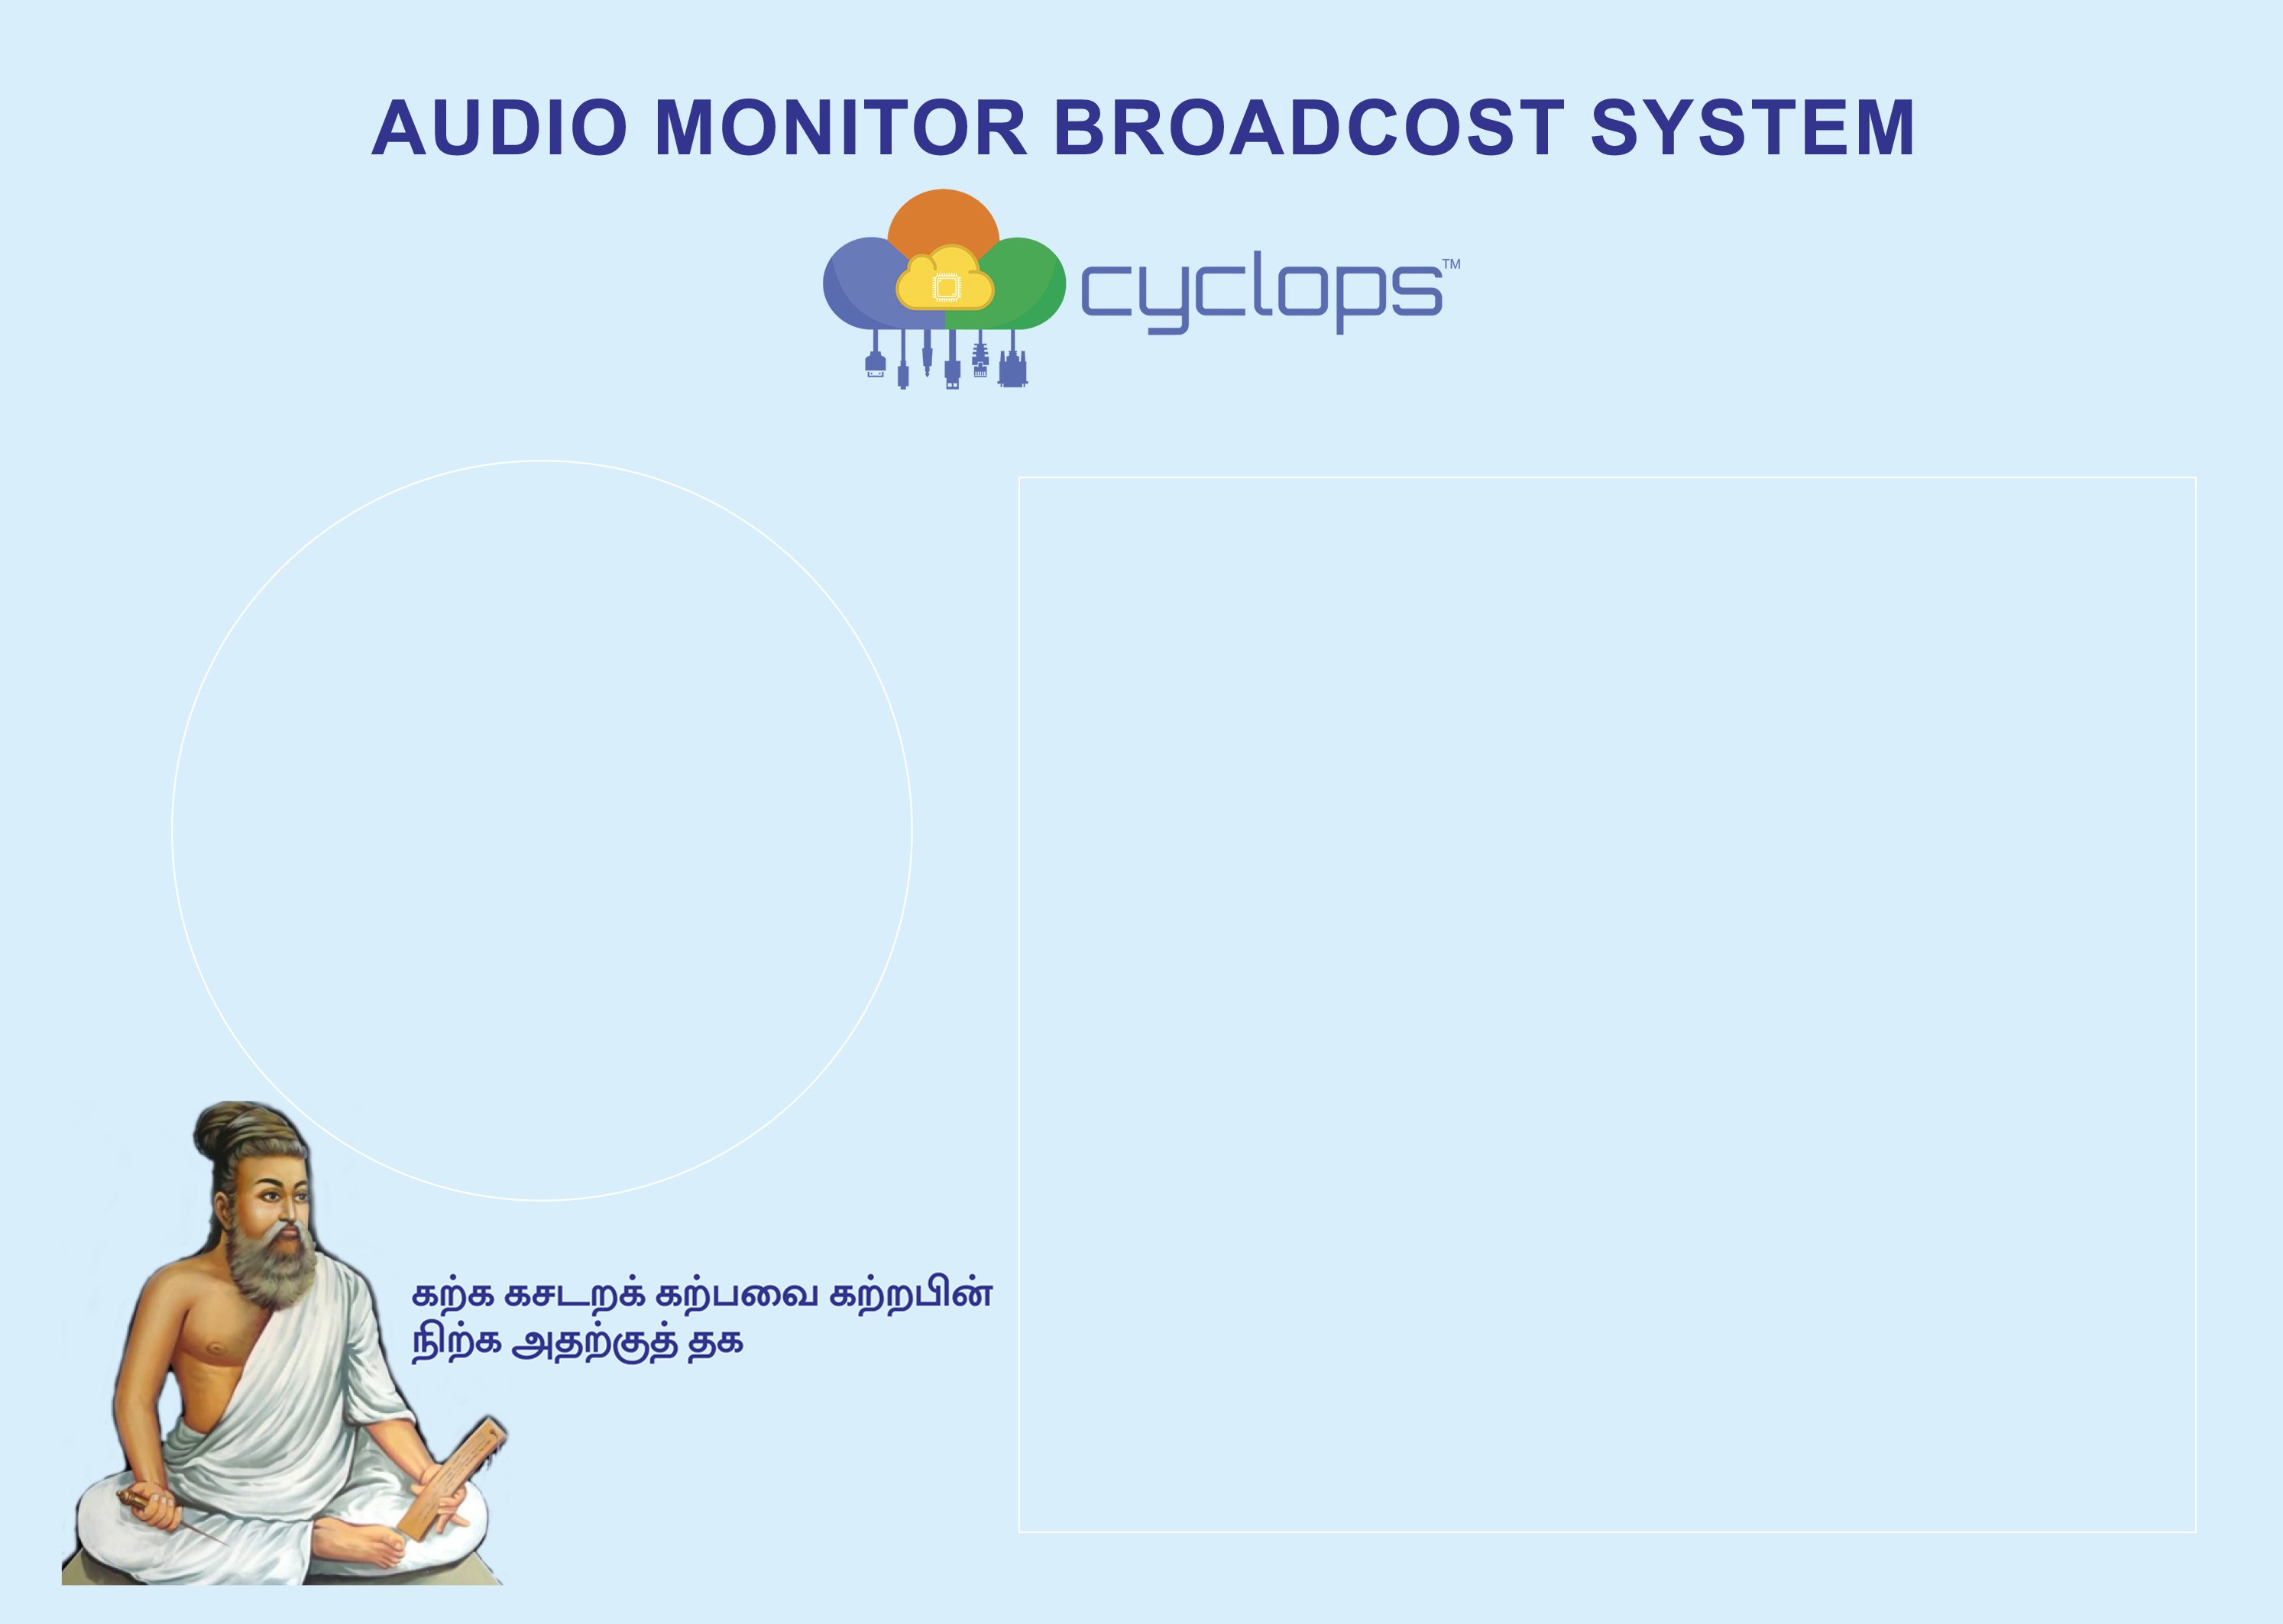 AUDIO MONITOR BROADCOST SYSTEM
cyclops™
கற்க கசடறக் கற்பவை கற்றபின்
நிற்க அதற்குத் தக